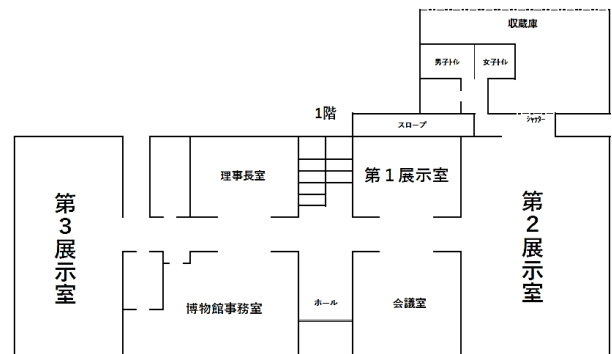 収蔵庫
男子トイレ
女子トイレ
シャッター
1階
スロープ
理事長室
第１展示室
第3展示室
第2展示室
博物館事務室
ホール
会議室